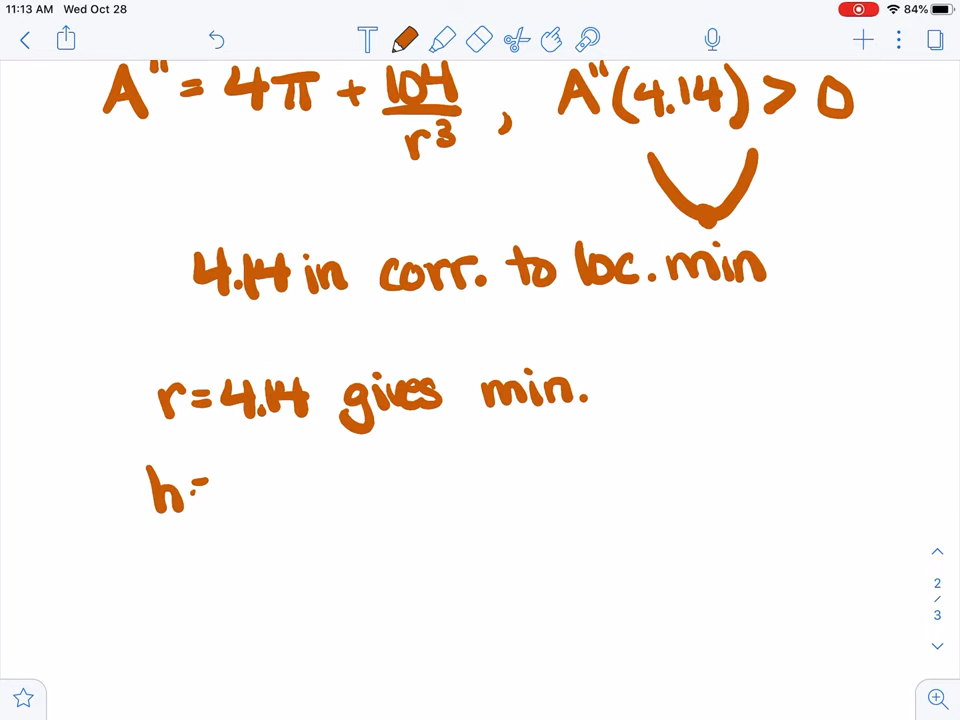 11:13 AM Wed Oct 28
84%
T
A" = 4π + 104/r³ , A"(4.14) > 0
4.14 in corr. to loc. min
r = 4.14 gives min.
h =
2
/
3